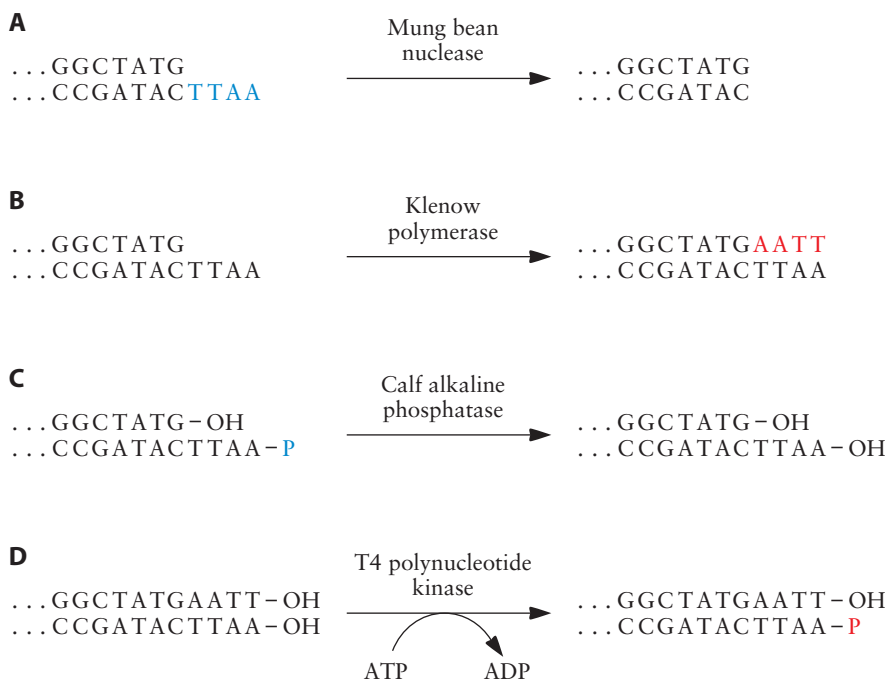 A
Mung bean
nuclease
...GGCTATG
...CCGATACTTAA
...GGCTATG
...CCGATAC
B
Klenow
polymerase
...GGCTATG
...CCGATACTTAA
...GGCTATGAATT
...CCGATACTTAA
C
Calf alkaline
phosphatase
...GGCTATG–OH
...CCGATACTTAA–P
...GGCTATG–OH
...CCGATACTTAA–OH
D
T4 polynucleotide
kinase
...GGCTATGAATT–OH
...CCGATACTTAA–OH
ATP
ADP
...GGCTATGAATT–OH
...CCGATACTTAA–P